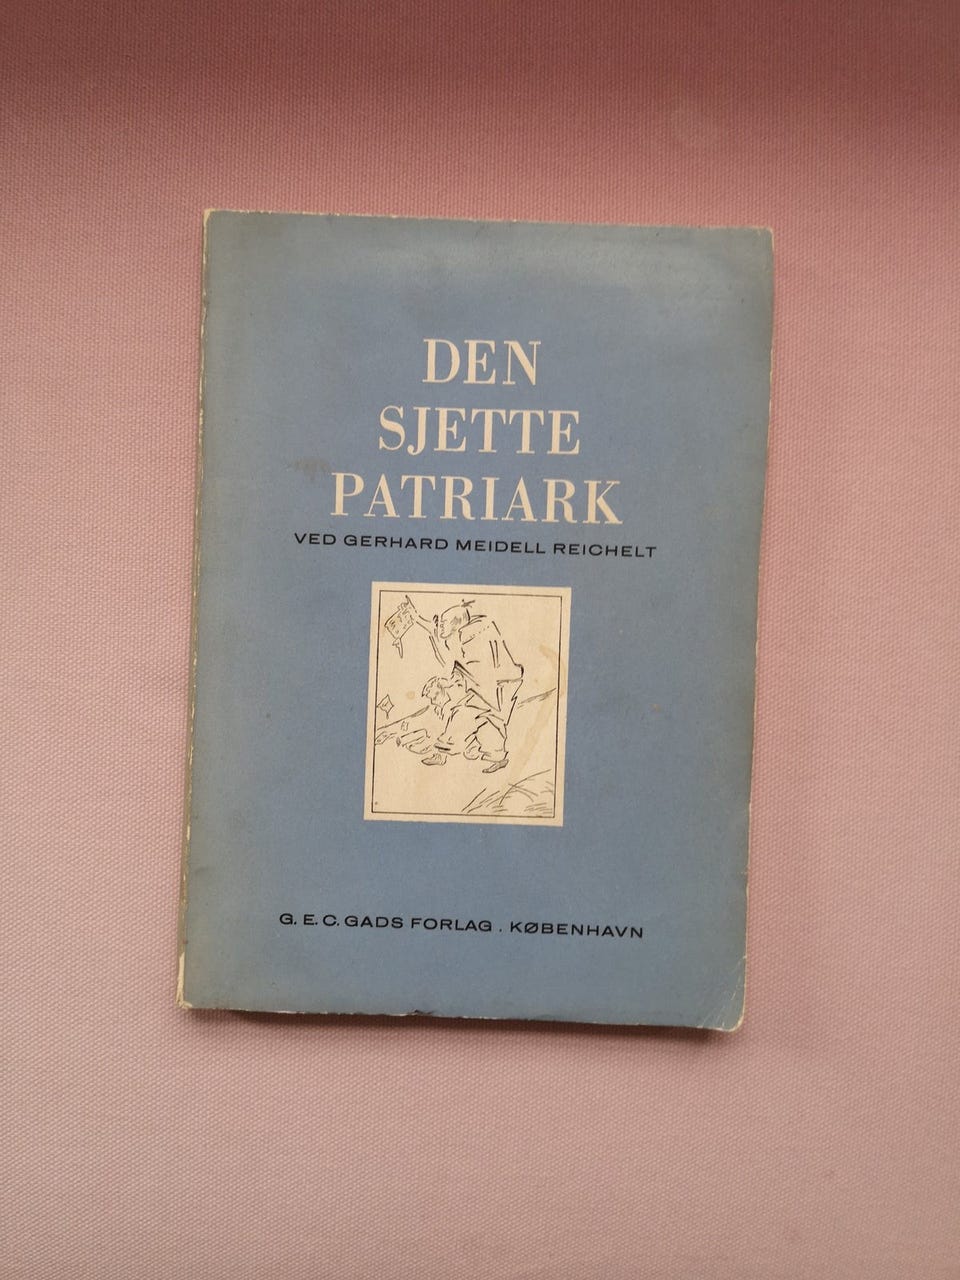 DEN
SJETTE
PATRIARK
VED GERHARD MEIDELL REICHELT
G. E. C. GADS FORLAG . KØBENHAVN